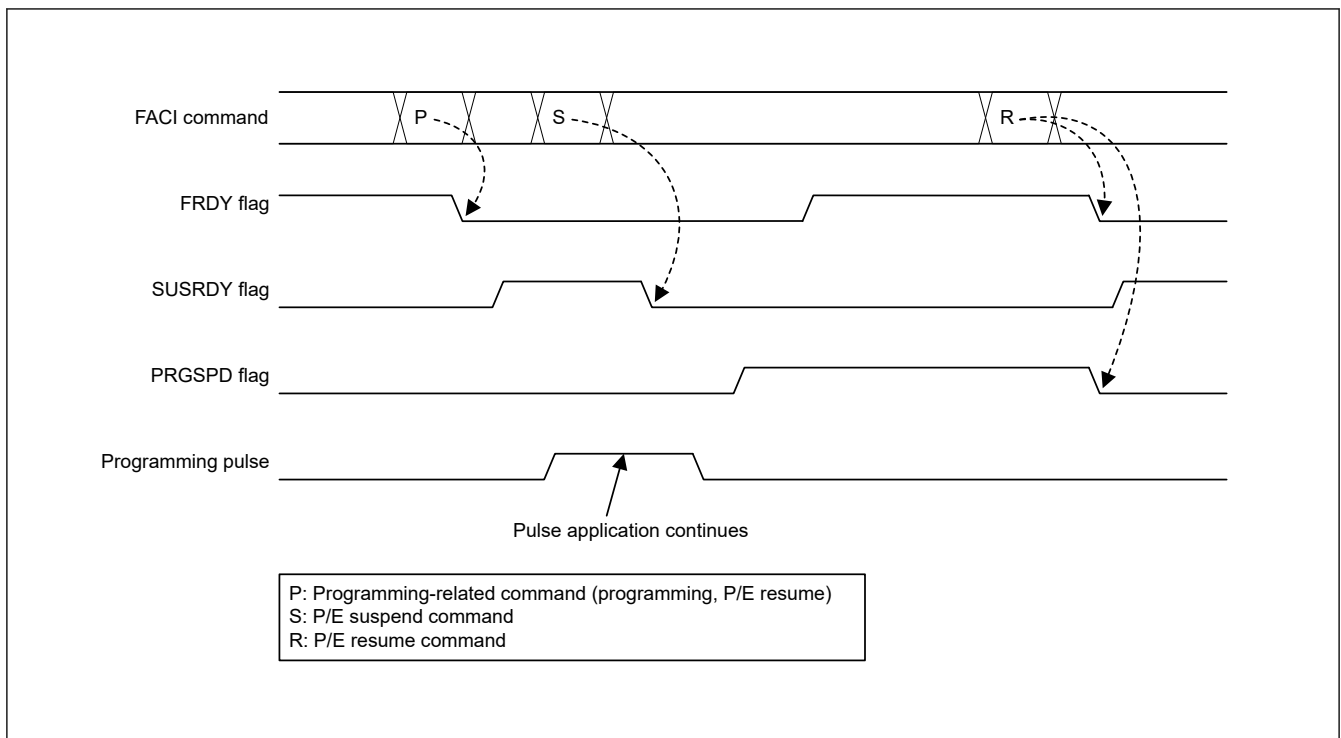 FACI command
P
S
R
FRDY flag
SUSRDY flag
PRGSPD flag
Programming pulse
Pulse application continues
P: Programming-related command (programming, P/E resume)
S: P/E suspend command
R: P/E resume command